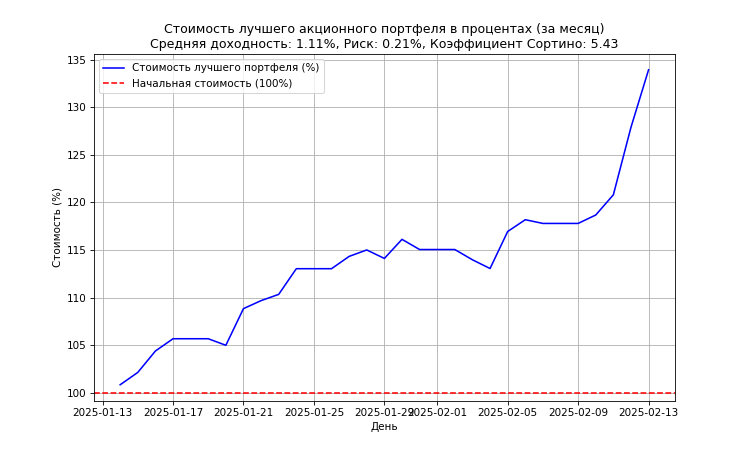 Стоимость лучшего акционного портфеля в процентах (за месяц)
Средняя доходность: 1.11%, Риск: 0.21%, Коэффициент Сортино: 5.43
Стоимость лучшего портфеля (%)
Начальная стоимость (100%)
Стоимость (%)
135
130
125
120
115
110
105
100
2025-01-13 2025-01-17 2025-01-21 2025-01-25 2025-01-29 2025-02-01 2025-02-05 2025-02-09 2025-02-13
День